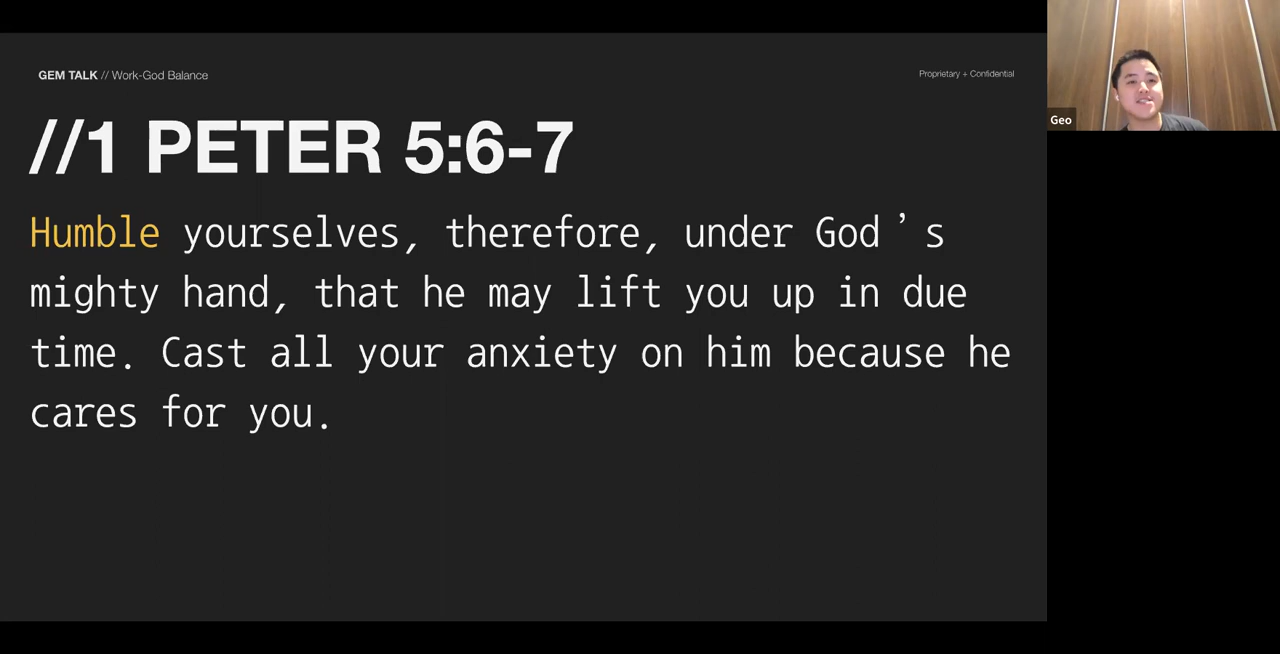 GEM TALK // Work-God Balance
Proprietary + Confidential
//1 PETER 5:6-7
Humble yourselves, therefore, under God’s
mighty hand, that he may lift you up in due
time. Cast all your anxiety on him because he
cares for you.
Geo